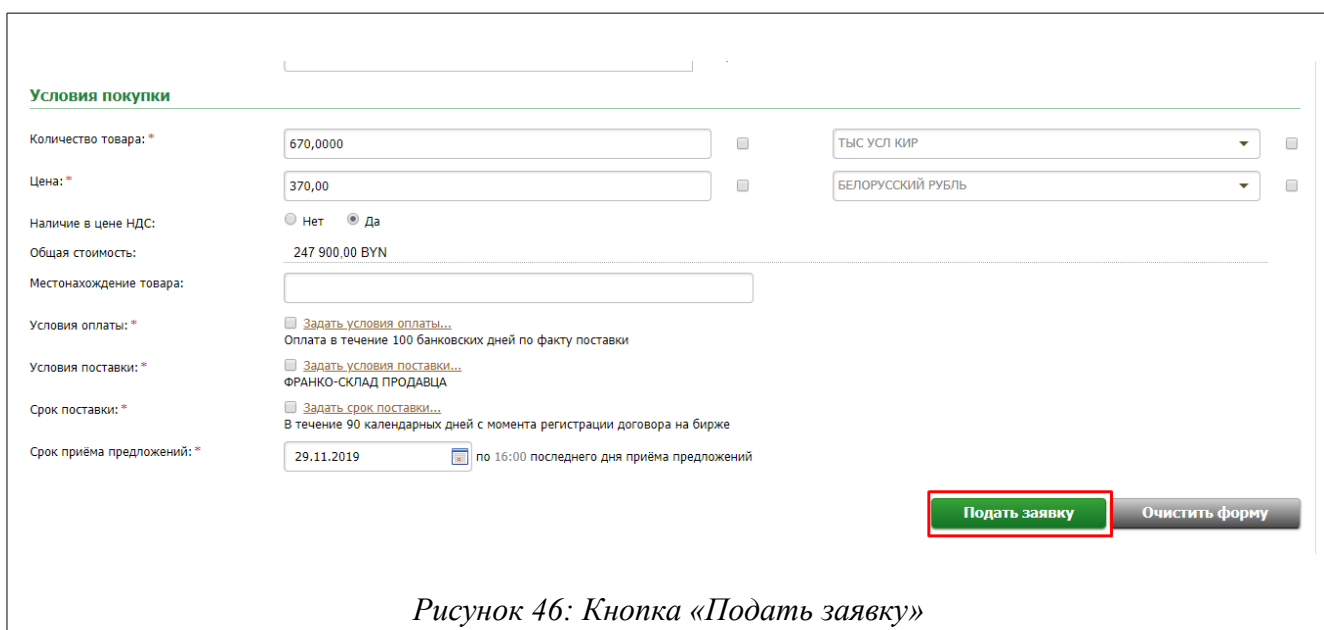 Условия покупки
Количество товара: * 670,0000 ТЫС УСЛ КИР
Цена: * 370,00 БЕЛОРУССКИЙ РУБЛЬ
Наличие в цене НДС: Нет Да
Общая стоимость: 247 900,00 BYN
Местонахождение товара:
Условия оплаты: * Задать условия оплаты...
Оплата в течение 100 банковских дней по факту поставки
Условия поставки: * Задать условия поставки...
ФРАНКО-СКЛАД ПРОДАВЦА
Срок поставки: * Задать срок поставки...
В течение 90 календарных дней с момента регистрации договора на бирже
Срок приёма предложений: * 29.11.2019 по 16:00 последнего дня приёма предложений
Подать заявку Очистить форму
Рисунок 46: Кнопка «Подать заявку»